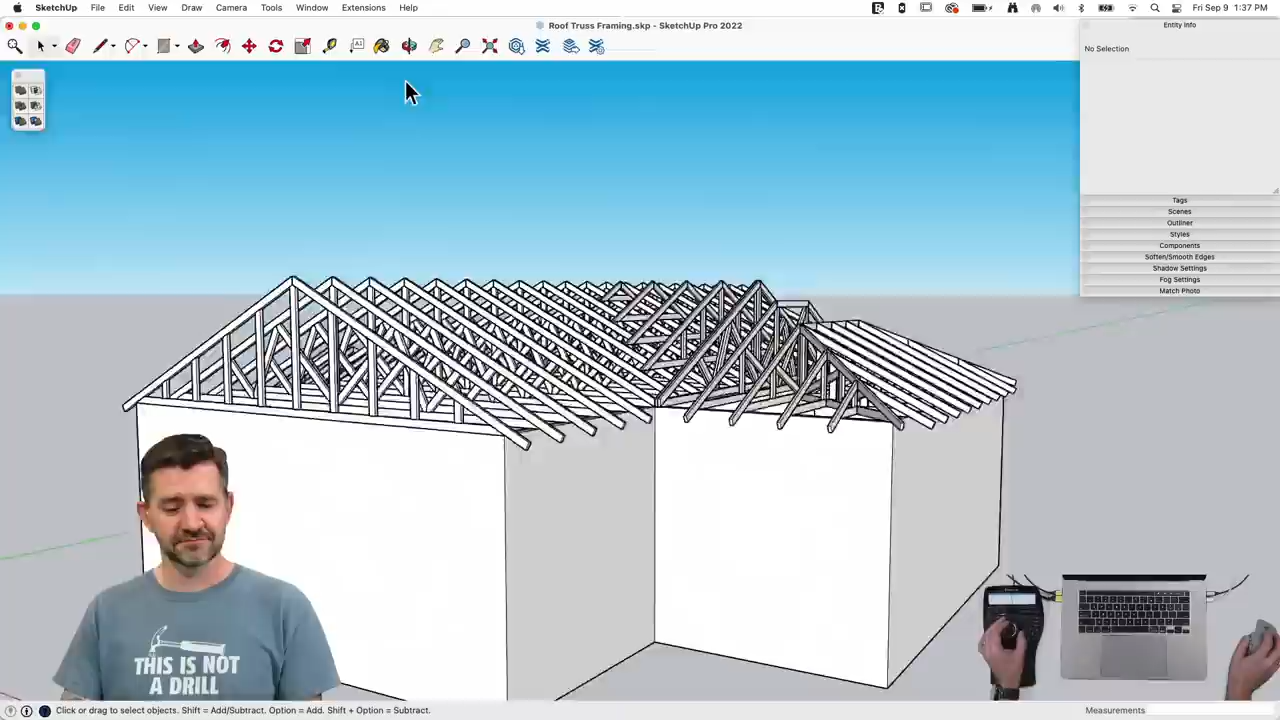 SketchUp File Edit View Draw Camera Tools Window Extensions Help Fri Sep 9 1:37 PM
Roof Truss Framing.skp - SketchUp Pro 2022
Entity Info
No Selection
Tags
Scenes
Outliner
Styles
Components
Soften/Smooth Edges
Shadow Settings
Fog Settings
Match Photo
THIS IS NOT
A DRILL
Click or drag to select objects. Shift = Add/Subtract. Option = Add. Shift + Option = Subtract.
Measurements